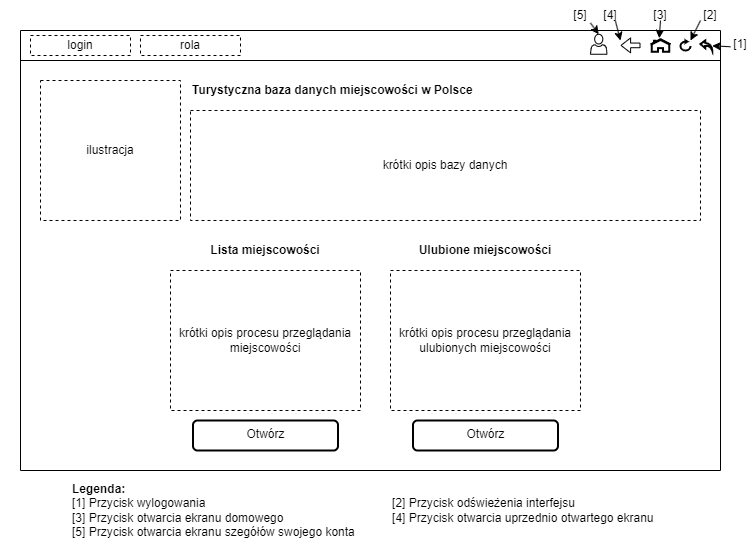 [5] [4] [3] [2]
login rola [1]
Turystyczna baza danych miejscowości w Polsce
ilustracja
krótki opis bazy danych
Lista miejscowości Ulubione miejscowości
krótki opis procesu przeglądania krótki opis procesu przeglądania
miejscowości ulubionych miejscowości
Otwórz Otwórz
Legenda:
[1] Przycisk wylogowania [2] Przycisk odświeżenia interfejsu
[3] Przycisk otwarcia ekranu domowego [4] Przycisk otwarcia uprzednio otwartego ekranu
[5] Przycisk otwarcia ekranu szegółów swojego konta